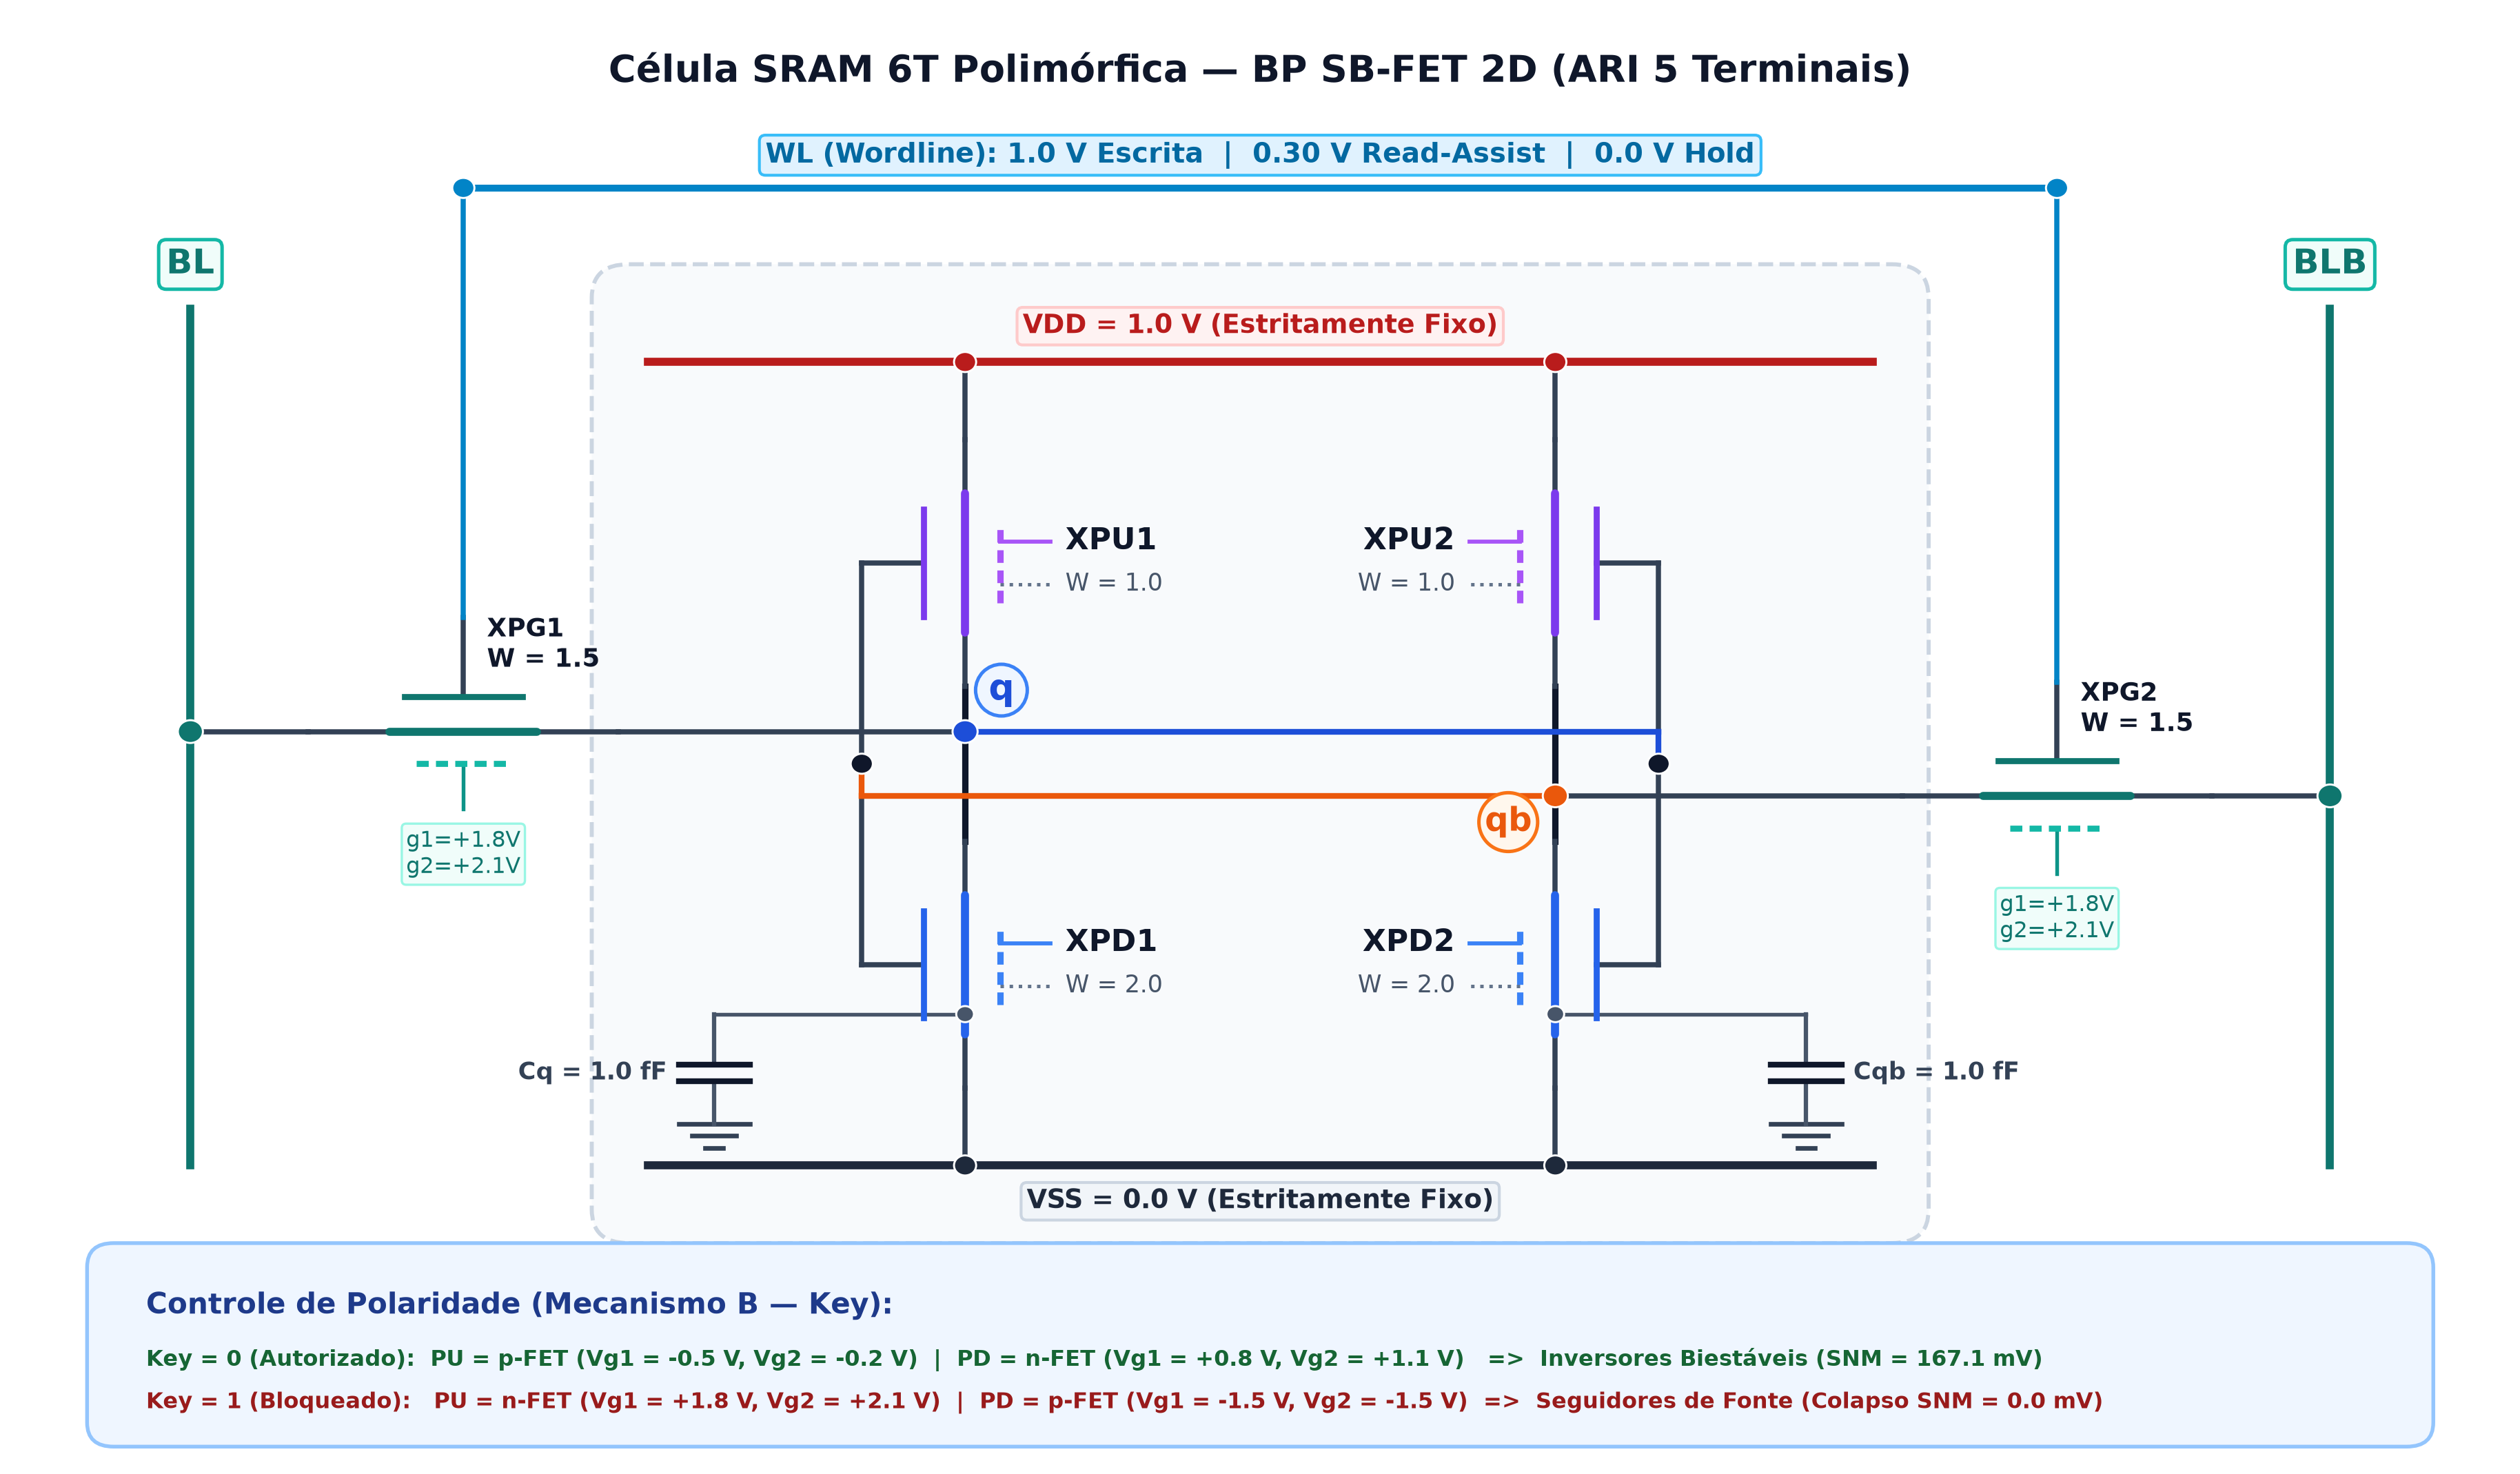 Célula SRAM 6T Polimórfica — BP SB-FET 2D (ARI 5 Terminais)
WL (Wordline): 1.0 V Escrita | 0.30 V Read-Assist | 0.0 V Hold
BL
BLB
VDD = 1.0 V (Estritamente Fixo)
XPU1
W = 1.0
XPU2
W = 1.0
XPG1
W = 1.5
q
XPG2
W = 1.5
qb
g1=+1.8V
g2=+2.1V
g1=+1.8V
g2=+2.1V
XPD1
W = 2.0
XPD2
W = 2.0
Cq = 1.0 fF
Cqb = 1.0 fF
VSS = 0.0 V (Estritamente Fixo)
Controle de Polaridade (Mecanismo B — Key):
Key = 0 (Autorizado): PU = p-FET (Vg1 = -0.5 V, Vg2 = -0.2 V) | PD = n-FET (Vg1 = +0.8 V, Vg2 = +1.1 V) => Inversores Biestáveis (SNM = 167.1 mV)
Key = 1 (Bloqueado): PU = n-FET (Vg1 = +1.8 V, Vg2 = +2.1 V) | PD = p-FET (Vg1 = -1.5 V, Vg2 = -1.5 V) => Seguidores de Fonte (Colapso SNM = 0.0 mV)